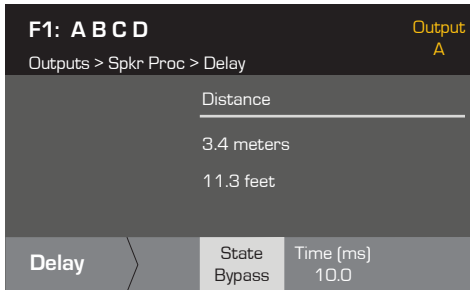 F1: A B C D
Output
A
Outputs > Spkr Proc > Delay
Distance
3.4 meters
11.3 feet
Delay
State
Bypass
Time (ms)
10.0